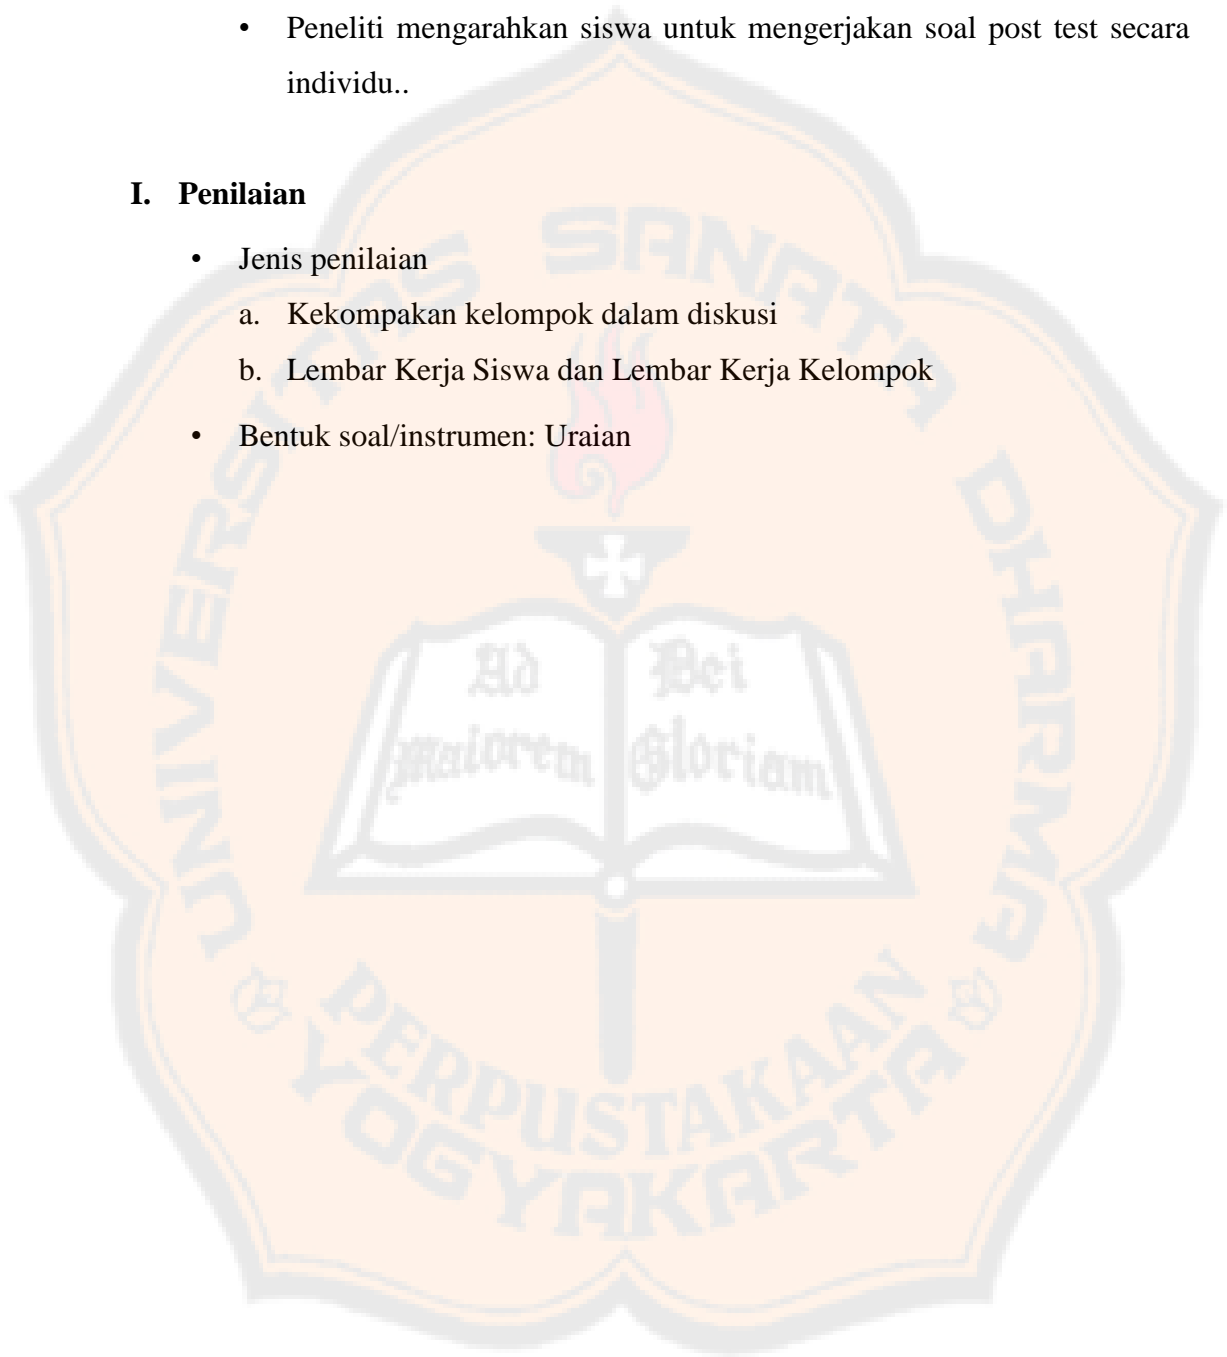 • Peneliti mengarahkan siswa untuk mengerjakan soal post test secara
individu..
I. Penilaian
• Jenis penilaian
a. Kekompakan kelompok dalam diskusi
b. Lembar Kerja Siswa dan Lembar Kerja Kelompok
• Bentuk soal/instrumen: Uraian
UNIVERSITAS SANATA DHARMA
Ad Dei
Maiorem Gloriam
PERPUSTAKAAN
YOGYAKARTA